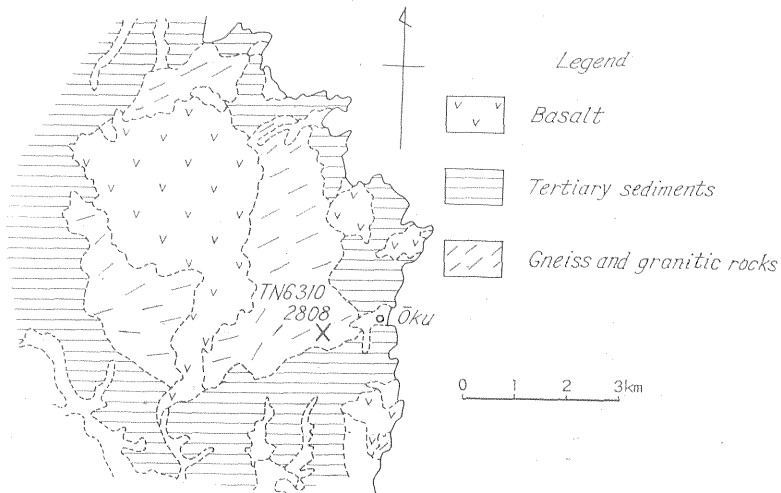 Legend
Basalt
Tertiary sediments
Gneiss and granitic rocks
TN6310
2808
Ōku
0 1 2 3km